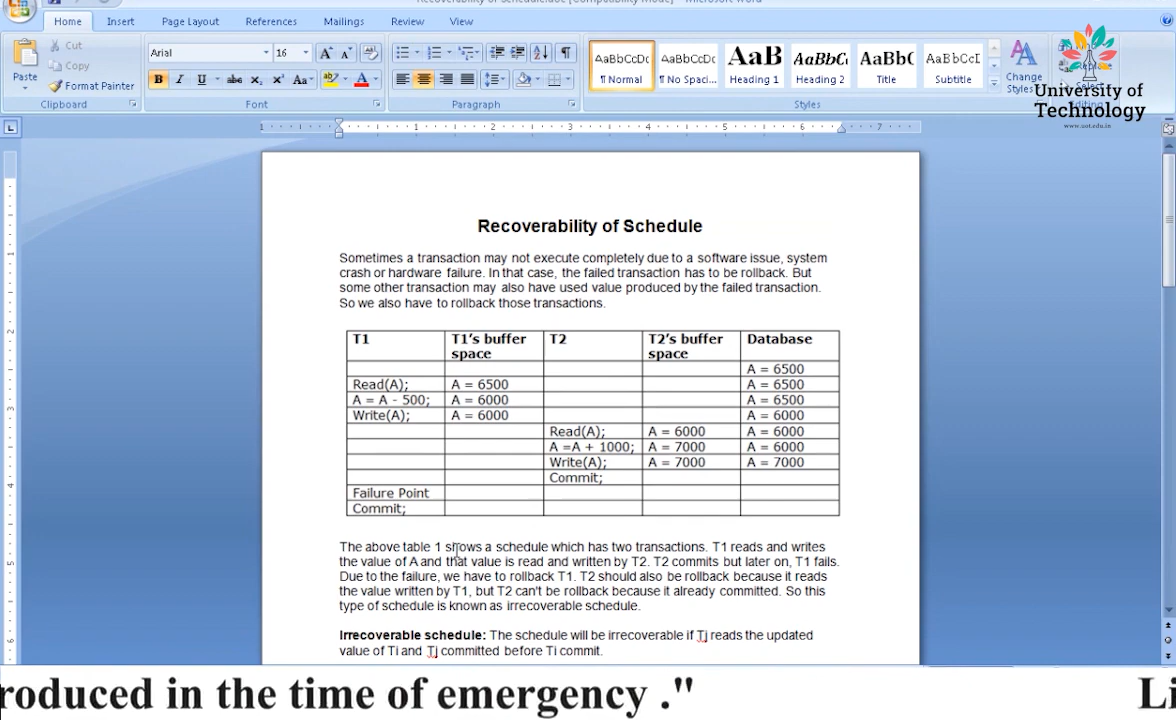 Home Insert Page Layout References Mailings Review View
Cut
Copy
Paste
Format Painter
Clipboard
Arial 16
Font
Paragraph
AaBbCcDc AaBbCcDc AaB AaBbC AaBbC AaBbCcD
¶ Normal ¶ No Spaci... Heading 1 Heading 2 Title Subtitle
Change Styles
Styles
University of
Technology
www.uot.edu.in
Recoverability of Schedule
Sometimes a transaction may not execute completely due to a software issue, system
crash or hardware failure. In that case, the failed transaction has to be rollback. But
some other transaction may also have used value produced by the failed transaction.
So we also have to rollback those transactions.
T1 T1's buffer space T2 T2's buffer space Database
A = 6500
Read(A); A = 6500 A = 6500
A = A - 500; A = 6000 A = 6500
Write(A); A = 6000 A = 6000
Read(A); A = 6000 A = 6000
A =A + 1000; A = 7000 A = 6000
Write(A); A = 7000 A = 7000
Commit;
Failure Point
Commit;
The above table 1 shows a schedule which has two transactions. T1 reads and writes
the value of A and that value is read and written by T2. T2 commits but later on, T1 fails.
Due to the failure, we have to rollback T1. T2 should also be rollback because it reads
the value written by T1, but T2 can't be rollback because it already committed. So this
type of schedule is known as irrecoverable schedule.
Irrecoverable schedule: The schedule will be irrecoverable if Tj reads the updated
value of Ti and Tj committed before Ti commit.
roduced in the time of emergency ." Li